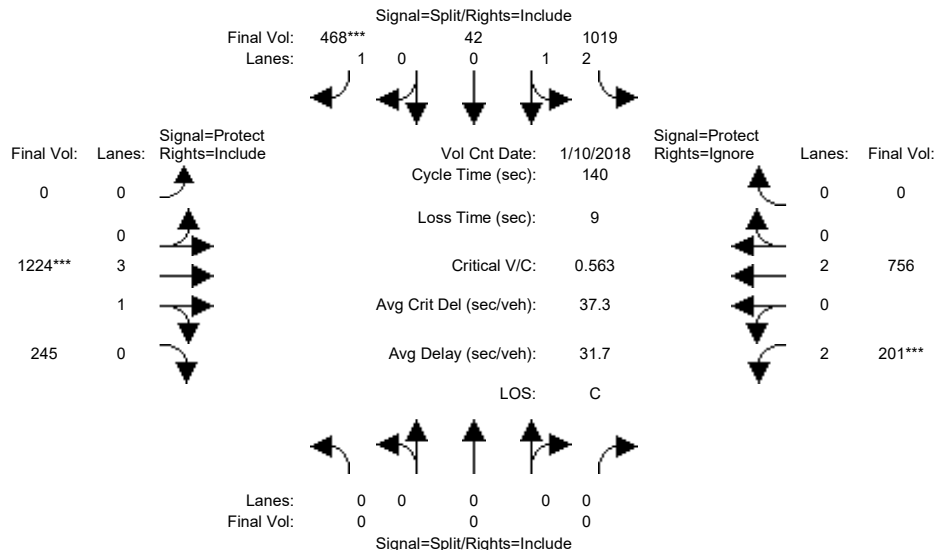 Signal=Split/Rights=Include
Final Vol: 468*** 42 1019
Lanes: 1 0 0 1 2
Signal=Protect Signal=Protect
Final Vol: Lanes: Rights=Include Vol Cnt Date: 1/10/2018 Rights=Ignore Lanes: Final Vol:
Cycle Time (sec): 140
0 0 0 0
Loss Time (sec): 9
0 0
1224*** 3 Critical V/C: 0.563 2 756
1 Avg Crit Del (sec/veh): 37.3 0
245 0 Avg Delay (sec/veh): 31.7 2 201***
LOS: C
Lanes: 0 0 0 0 0
Final Vol: 0 0 0
Signal=Split/Rights=Include